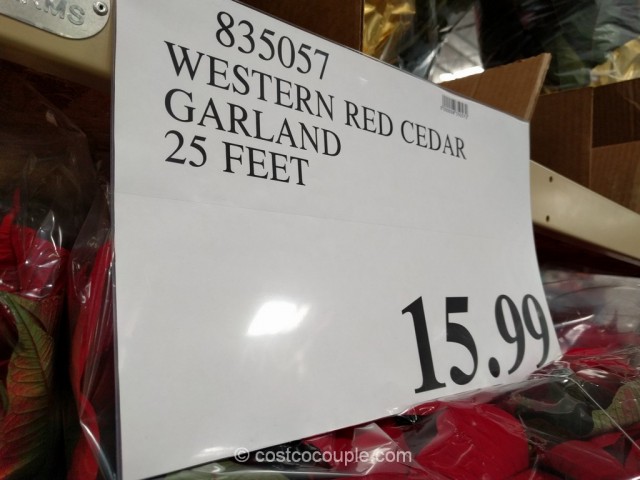 835057
WESTERN RED CEDAR
GARLAND
25 FEET
15.99
© costcocouple.com